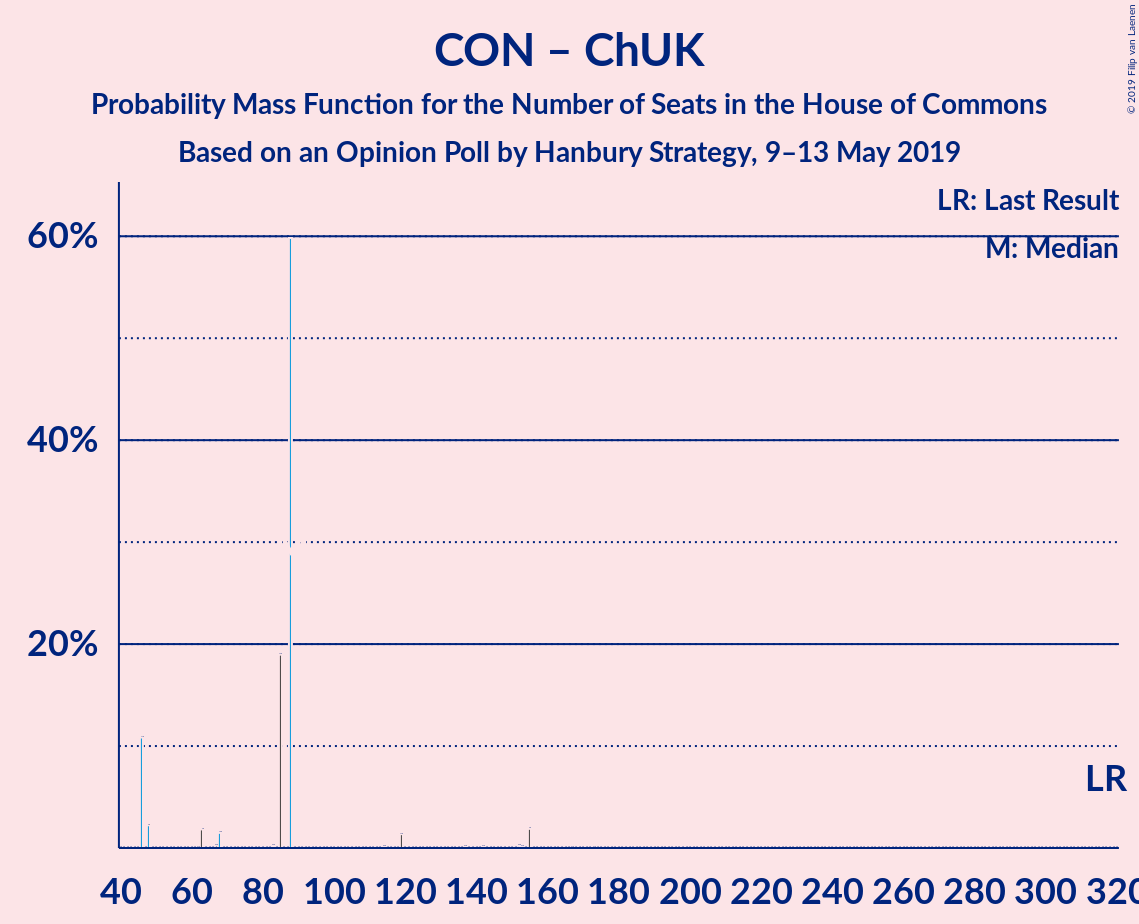 CON – ChUK
Probability Mass Function for the Number of Seats in the House of Commons
Based on an Opinion Poll by Hanbury Strategy, 9–13 May 2019
© 2019 Filip van Laenen
LR: Last Result
M: Median
60%
40%
20%
LR
40 60 80 100 120 140 160 180 200 220 240 260 280 300 320